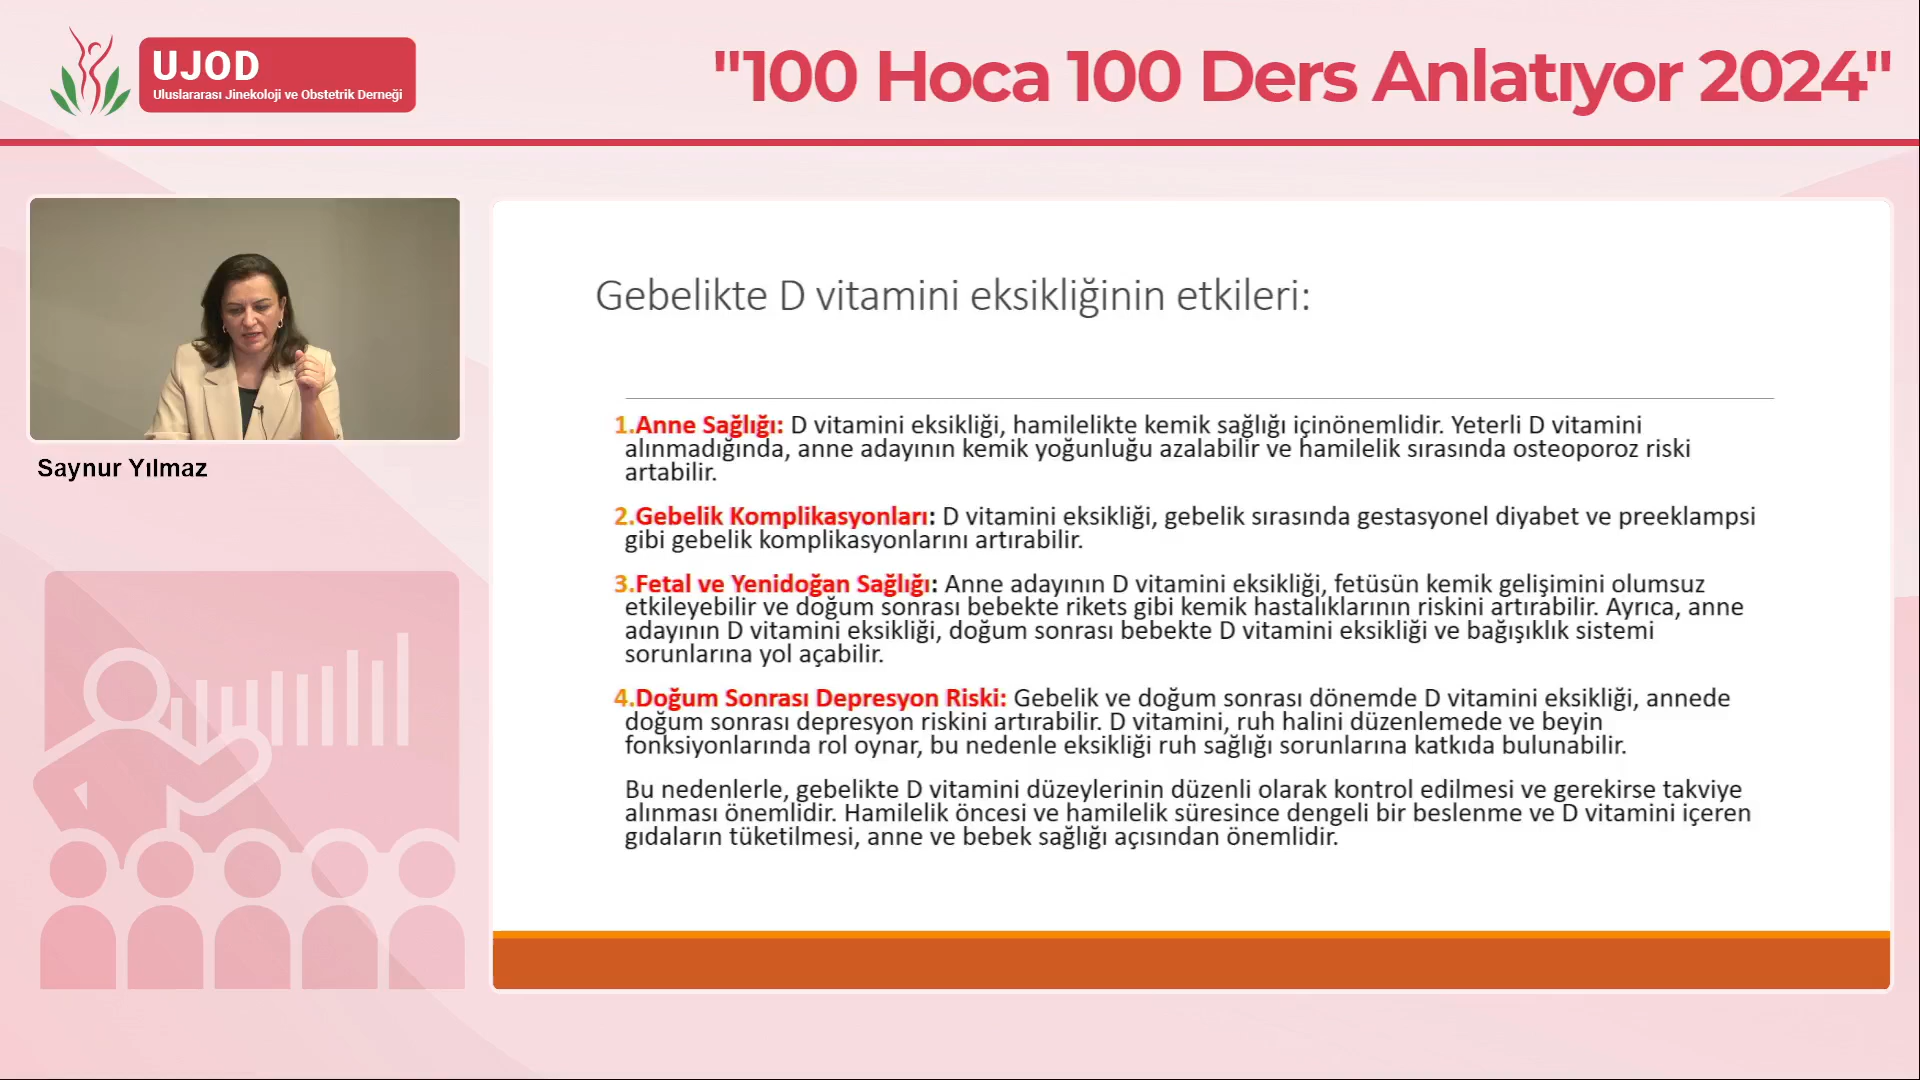 UJOD
Uluslararası Jinekoloji ve Obstetrik Derneği
"100 Hoca 100 Ders Anlatıyor 2024"
Saynur Yılmaz
Gebelikte D vitamini eksikliğinin etkileri:
1.Anne Sağlığı: D vitamini eksikliği, hamilelikte kemik sağlığı içinönemlidir. Yeterli D vitamini
alınmadığında, anne adayının kemik yoğunluğu azalabilir ve hamilelik sırasında osteoporoz riski
artabilir.
2.Gebelik Komplikasyonları: D vitamini eksikliği, gebelik sırasında gestasyonel diyabet ve preeklampsi
gibi gebelik komplikasyonlarını artırabilir.
3.Fetal ve Yenidoğan Sağlığı: Anne adayının D vitamini eksikliği, fetüsün kemik gelişimini olumsuz
etkileyebilir ve doğum sonrası bebekte rikets gibi kemik hastalıklarının riskini artırabilir. Ayrıca, anne
adayının D vitamini eksikliği, doğum sonrası bebekte D vitamini eksikliği ve bağışıklık sistemi
sorunlarına yol açabilir.
4.Doğum Sonrası Depresyon Riski: Gebelik ve doğum sonrası dönemde D vitamini eksikliği, annede
doğum sonrası depresyon riskini artırabilir. D vitamini, ruh halini düzenlemede ve beyin
fonksiyonlarında rol oynar, bu nedenle eksikliği ruh sağlığı sorunlarına katkıda bulunabilir.
Bu nedenlerle, gebelikte D vitamini düzeylerinin düzenli olarak kontrol edilmesi ve gerekirse takviye
alınması önemlidir. Hamilelik öncesi ve hamilelik süresince dengeli bir beslenme ve D vitamini içeren
gıdaların tüketilmesi, anne ve bebek sağlığı açısından önemlidir.